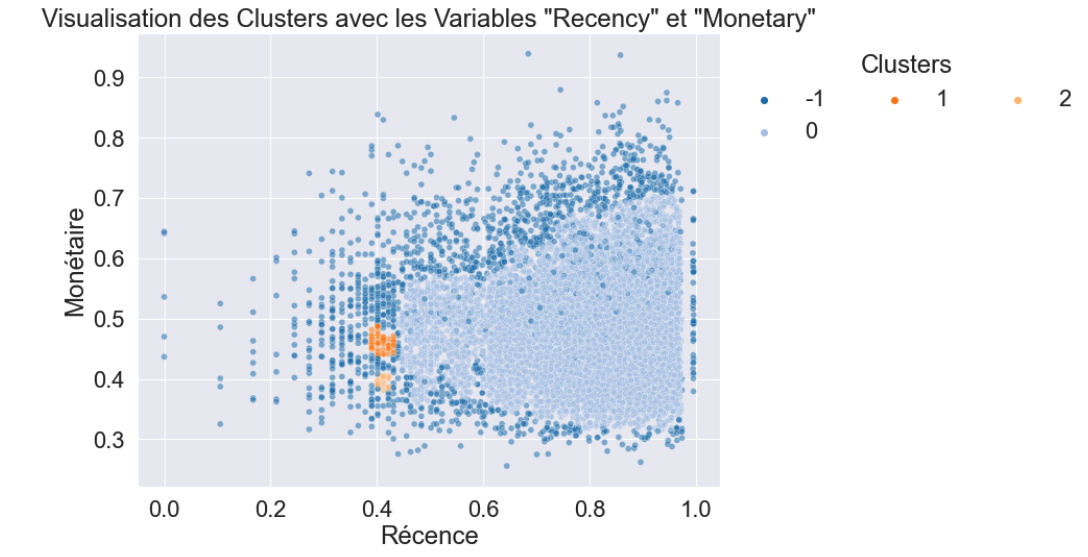 Visualisation des Clusters avec les Variables "Recency" et "Monetary"
Clusters
-1 1 2
0
Monétaire
0.9
0.8
0.7
0.6
0.5
0.4
0.3
0.0 0.2 0.4 0.6 0.8 1.0
Récence